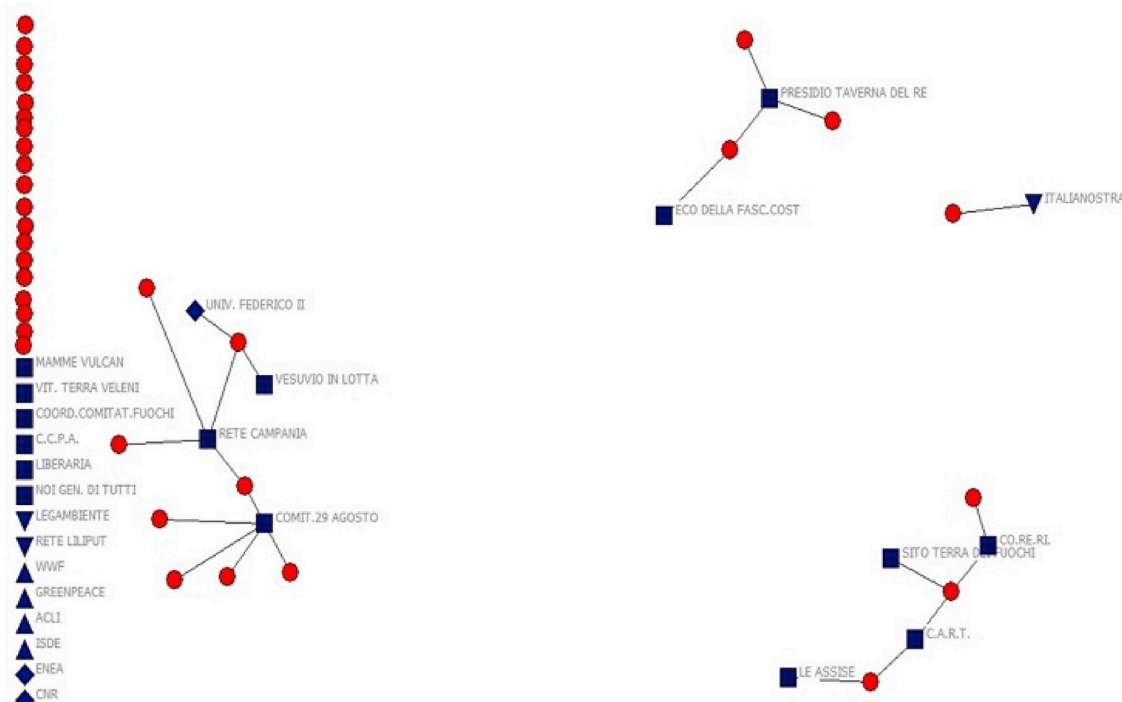 PRESIDIO TAVERNA DEL RE
ITALIANOSTRA
ECO DELLA FASC.COST
UNIV. FEDERICO II
MAMME VULCAN
VESUVIO IN LOTTA
VIT. TERRA VELENI
COORD.COMITAT.FUOCHI
RETE CAMPANIA
C.C.P.A.
LIBERARIA
NOI GEN. DI TUTTI
LEGAMBIENTE
COMIT.29 AGOSTO
RETE LILIPUT
CO.RE.RI.
SITO TERRA DEI FUOCHI
WWF
GREENPEACE
ACLI
C.A.R.T.
ISDE
ENEA
LE ASSISE
CNR